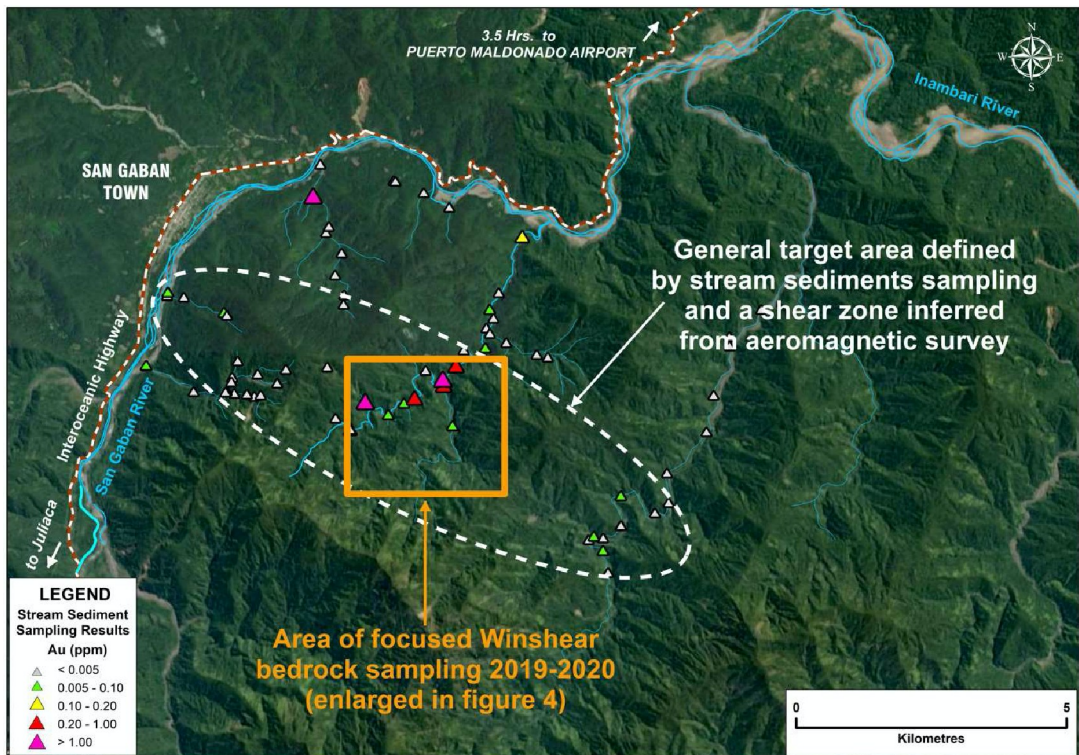 3.5 Hrs. to
PUERTO MALDONADO AIRPORT
N
W
E
S
Inambari River
SAN GABAN
TOWN
General target area defined
by stream sediments sampling
and a shear zone inferred
from aeromagnetic survey
Interoceanic Highway
San Gaban River
to Juliaca
Area of focused Winshear
bedrock sampling 2019-2020
(enlarged in figure 4)
LEGEND
Stream Sediment
Sampling Results
Au (ppm)
< 0.005
0.005 - 0.10
0.10 - 0.20
0.20 - 1.00
> 1.00
0
5
Kilometres